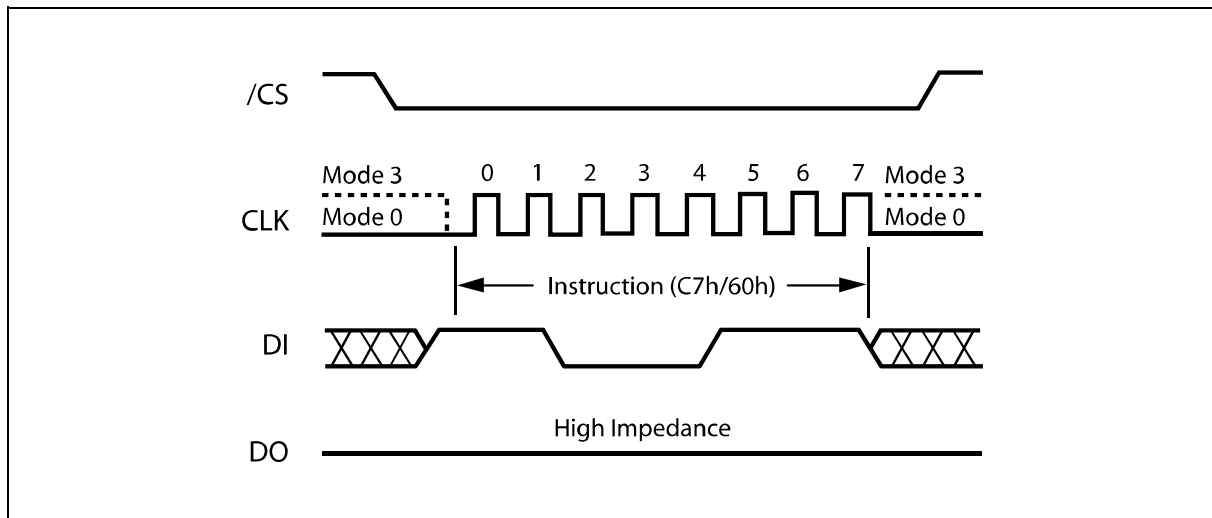 /CS
Mode 3 0 1 2 3 4 5 6 7 Mode 3
CLK Mode 0 Mode 0
Instruction (C7h/60h)
DI
High Impedance
DO